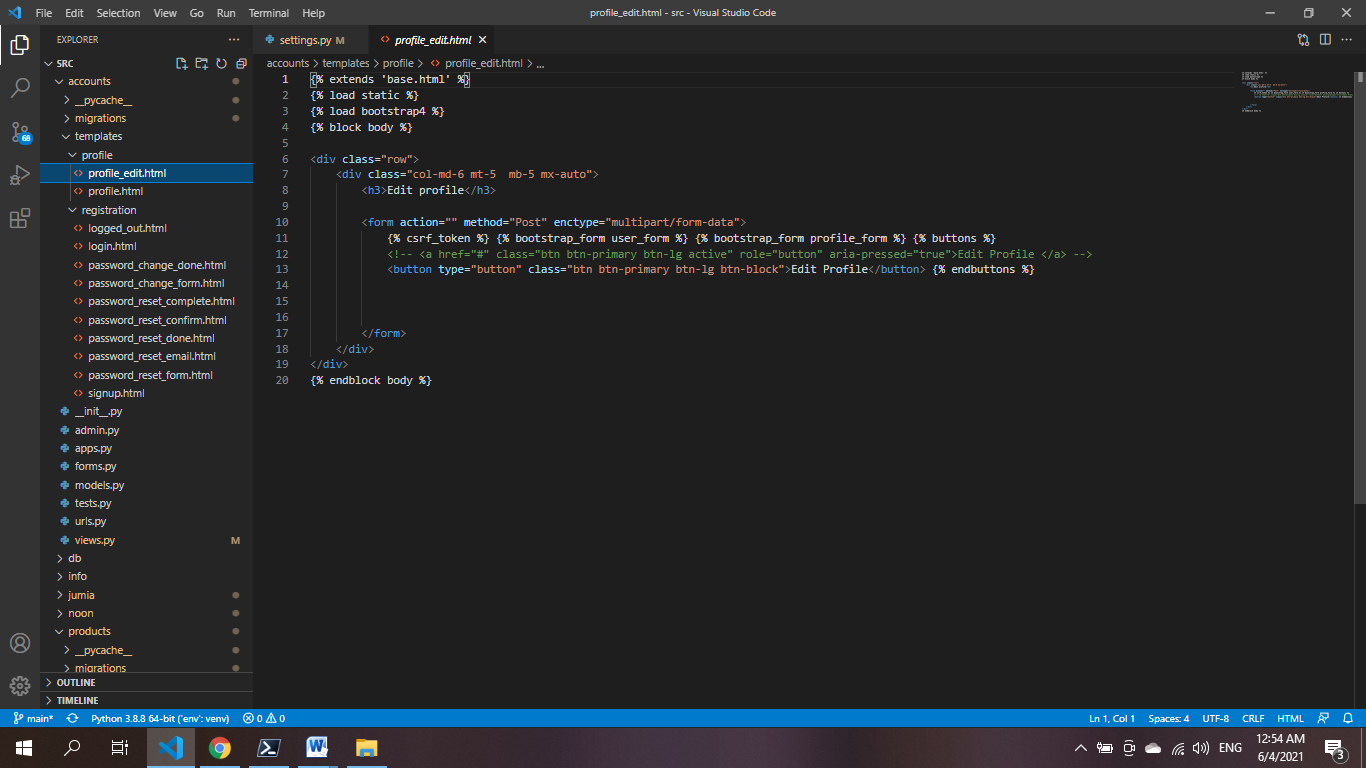 File Edit Selection View Go Run Terminal Help
profile_edit.html - src - Visual Studio Code
EXPLORER
SRC
accounts
__pycache__
migrations
templates
profile
profile_edit.html
profile.html
registration
logged_out.html
login.html
password_change_done.html
password_change_form.html
password_reset_complete.html
password_reset_confirm.html
password_reset_done.html
password_reset_email.html
password_reset_form.html
signup.html
__init__.py
admin.py
apps.py
forms.py
models.py
tests.py
urls.py
views.py M
db
info
jumia
noon
products
__pycache__
migrations
OUTLINE
TIMELINE
68
settings.py M
profile_edit.html
accounts > templates > profile > profile_edit.html > ...
1 {% extends 'base.html' %}
2 {% load static %}
3 {% load bootstrap4 %}
4 {% block body %}
5
6 <div class="row">
7 <div class="col-md-6 mt-5  mb-5 mx-auto">
8 <h3>Edit profile</h3>
9
10 <form action="" method="Post" enctype="multipart/form-data">
11 {% csrf_token %} {% bootstrap_form user_form %} {% bootstrap_form profile_form %} {% buttons %}
12 <!-- <a href="#" class="btn btn-primary btn-lg active" role="button" aria-pressed="true">Edit Profile </a> -->
13 <button type="button" class="btn btn-primary btn-lg btn-block">Edit Profile</button> {% endbuttons %}
14
15
16
17 </form>
18 </div>
19 </div>
20 {% endblock body %}
main* Python 3.8.8 64-bit ('env': venv) 0 0
Ln 1, Col 1 Spaces: 4 UTF-8 CRLF HTML
ENG
12:54 AM
6/4/2021
3